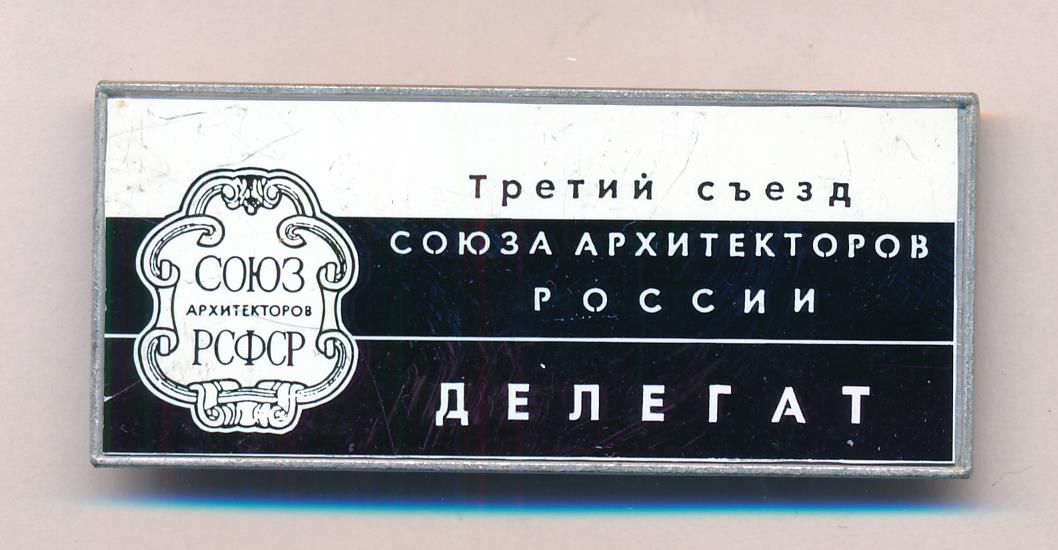 Третий съезд
СОЮЗА АРХИТЕКТОРОВ
РОССИИ
ДЕЛЕГАТ
СОЮЗ
АРХИТЕКТОРОВ
РСФСР